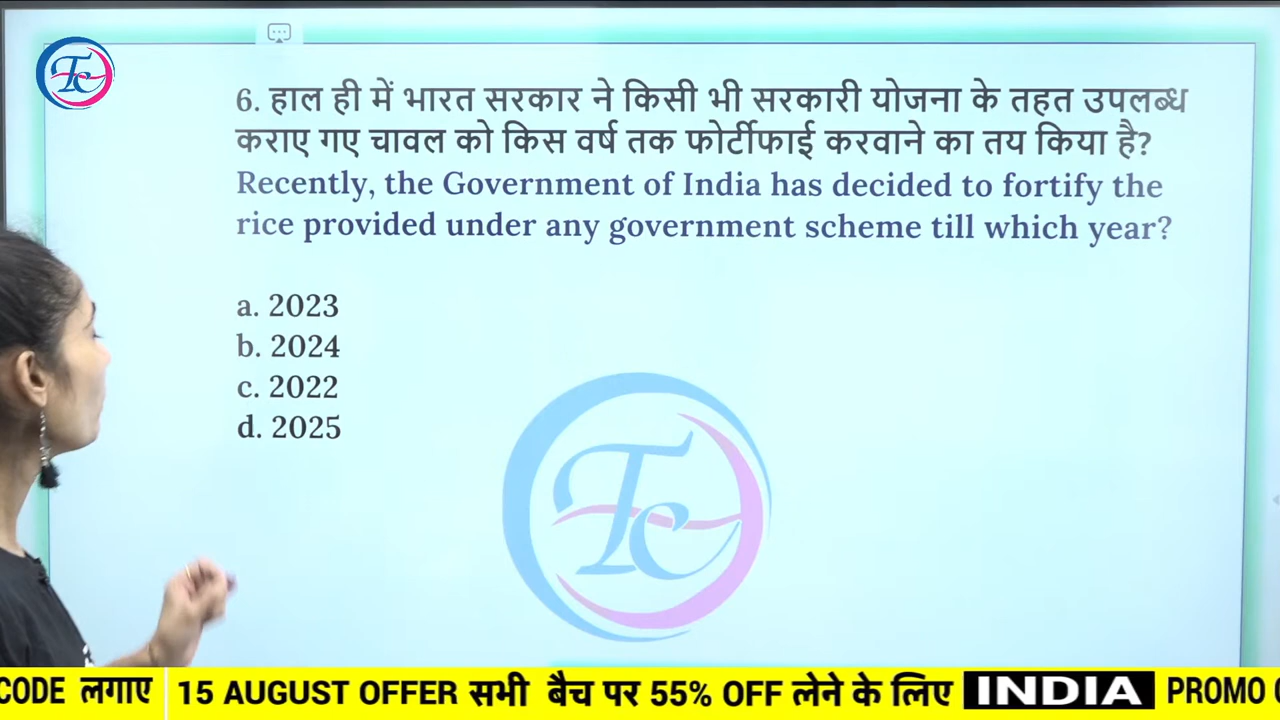 Tc
6. हाल ही में भारत सरकार ने किसी भी सरकारी योजना के तहत उपलब्ध
कराए गए चावल को किस वर्ष तक फोर्टीफाई करवाने का तय किया है?
Recently, the Government of India has decided to fortify the
rice provided under any government scheme till which year?
a. 2023
b. 2024
c. 2022
d. 2025
Tc
CODE लगाए 15 AUGUST OFFER सभी बैच पर 55% OFF लेने के लिए INDIA PROMO C